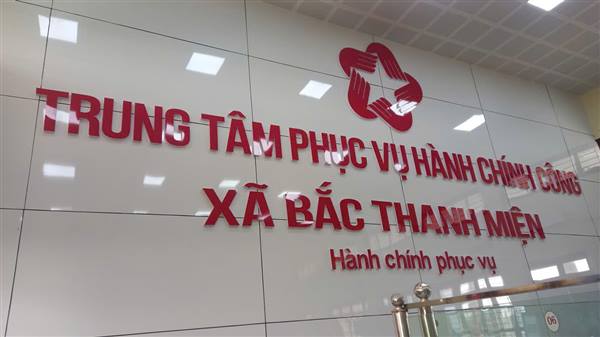 TRUNG TÂM PHỤC VỤ HÀNH CHÍNH CÔNG
XÃ BẮC THANH MIỆN
Hành chính phục vụ
06